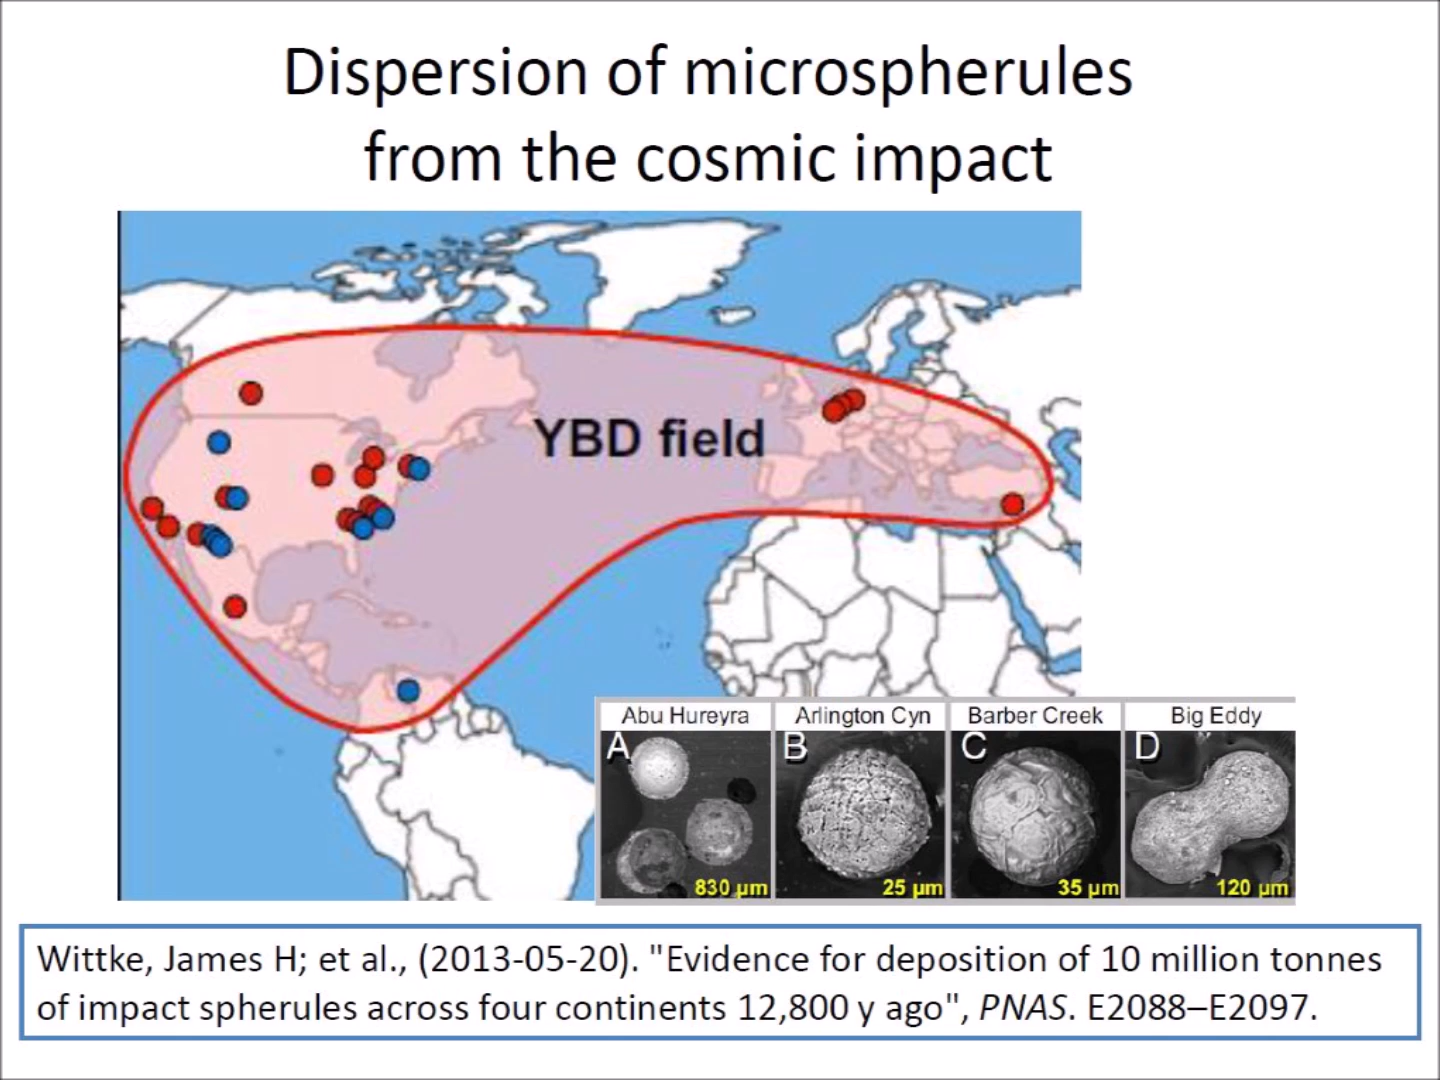 Dispersion of microspherules
from the cosmic impact
YBD field
Abu Hureyra
Arlington Cyn
Barber Creek
Big Eddy
A
B
C
D
830 µm
25 µm
35 µm
120 µm
Wittke, James H; et al., (2013-05-20). "Evidence for deposition of 10 million tonnes
of impact spherules across four continents 12,800 y ago", PNAS. E2088–E2097.